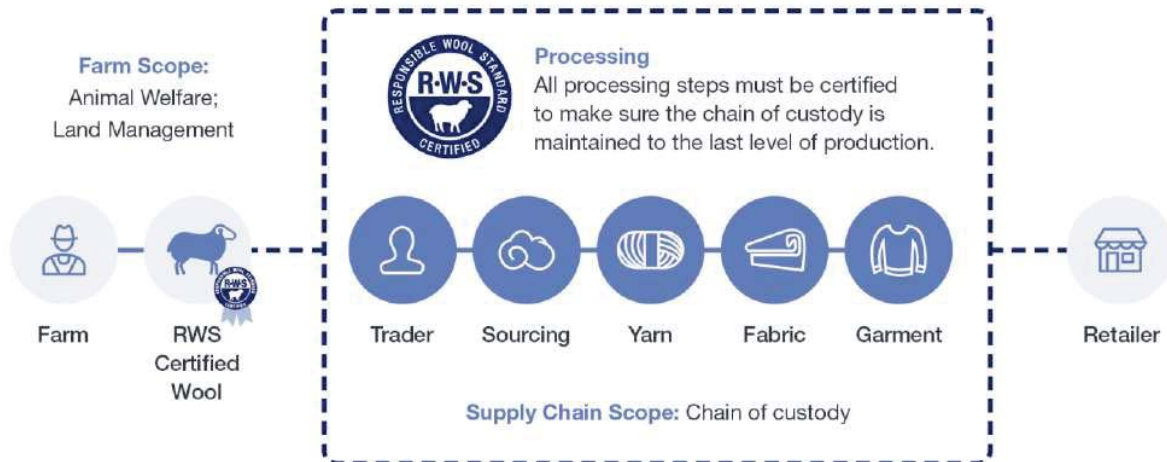 Farm Scope:
Animal Welfare;
Land Management
RESPONSIBLE WOOL STANDARD
R·W·S
CERTIFIED
Processing
All processing steps must be certified
to make sure the chain of custody is
maintained to the last level of production.
R·W·S
Farm
RWS
Certified
Wool
Trader
Sourcing
Yarn
Fabric
Garment
Retailer
Supply Chain Scope: Chain of custody